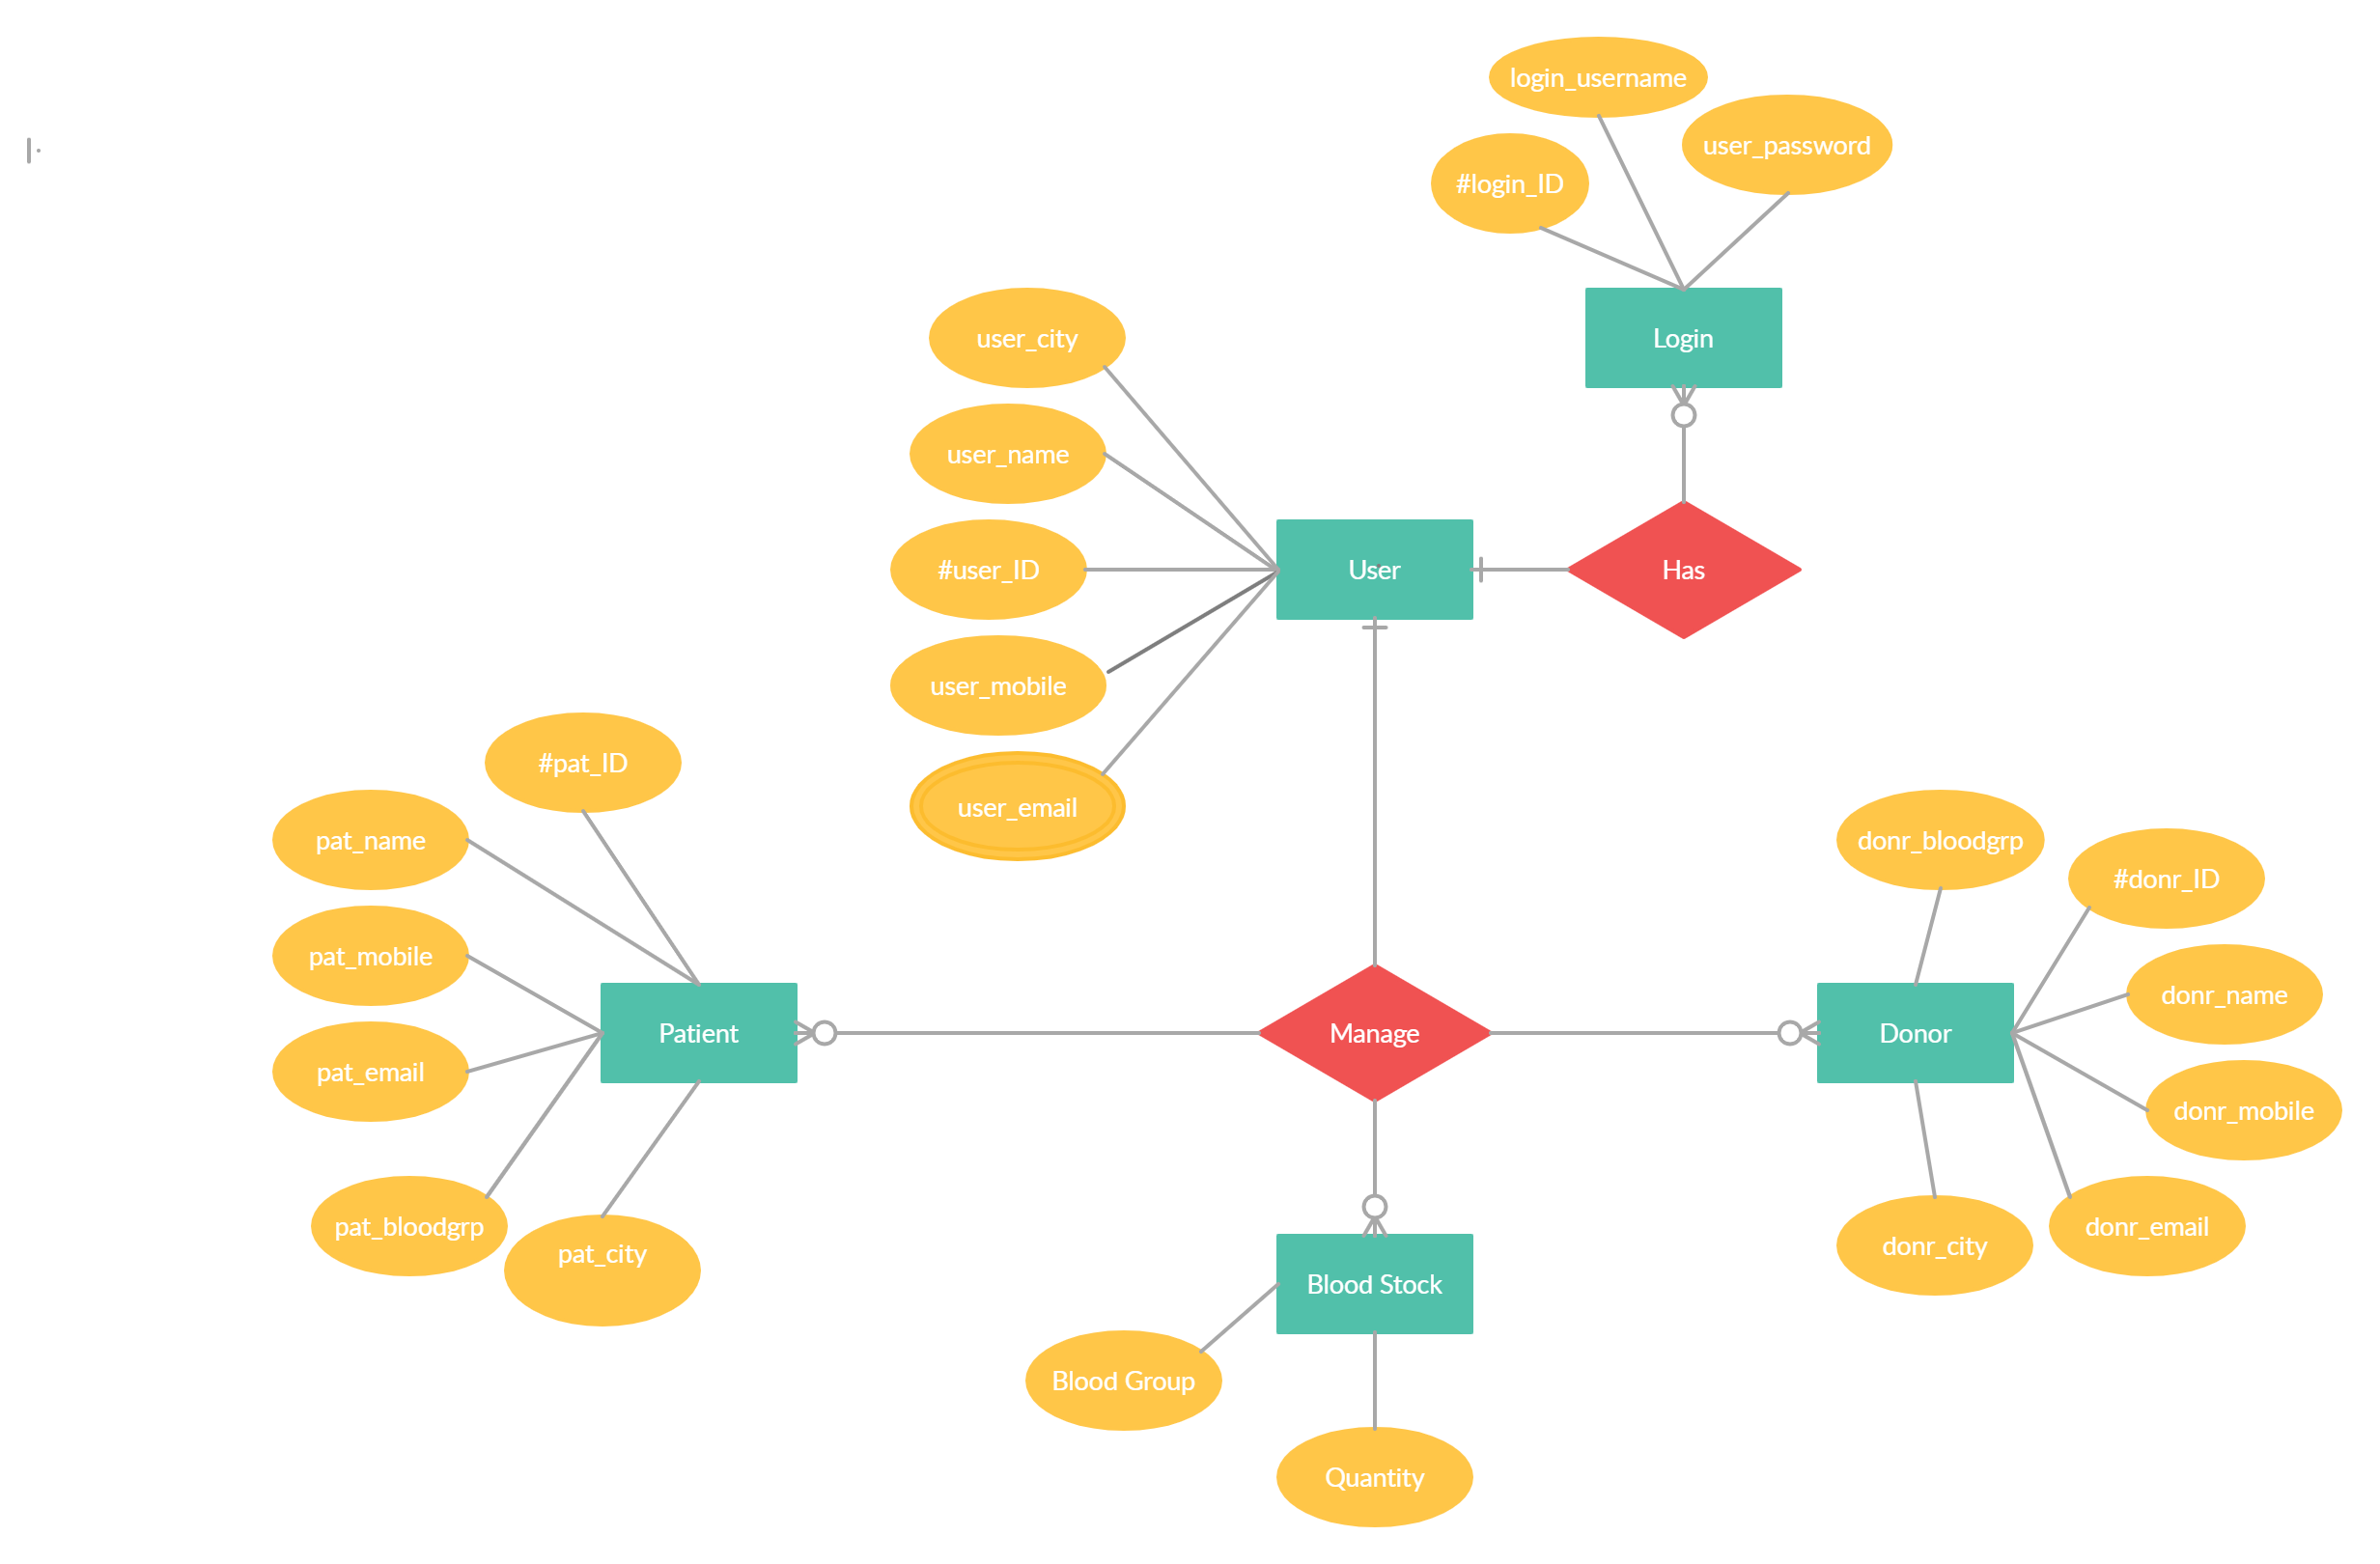 login_username
user_password
#login_ID
Login
user_city
user_name
#user_ID
User
Has
user_mobile
user_email
#pat_ID
pat_name
pat_mobile
pat_email
pat_bloodgrp
pat_city
Patient
Manage
Donor
donr_bloodgrp
#donr_ID
donr_name
donr_mobile
donr_email
donr_city
Blood Stock
Blood Group
Quantity